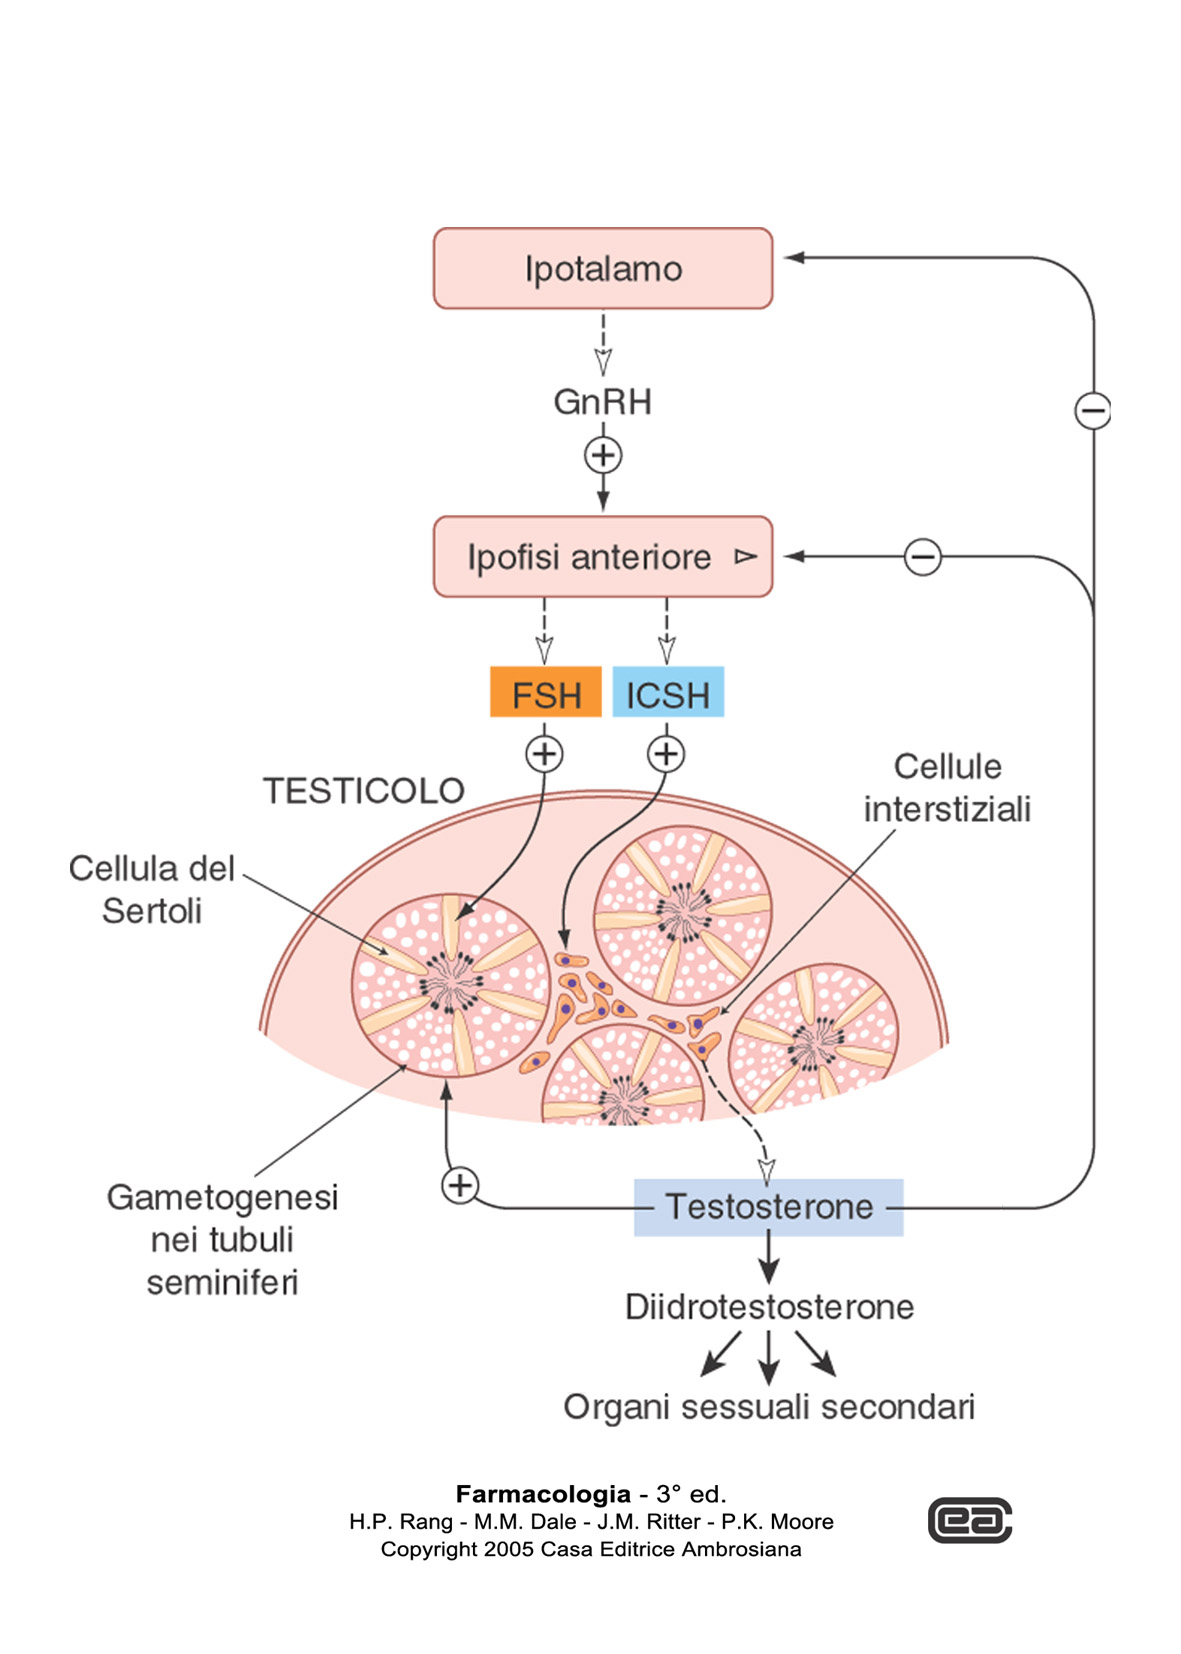 Ipotalamo
GnRH
+
−
Ipofisi anteriore
−
FSH ICSH
+ +
TESTICOLO
Cellule
interstiziali
Cellula del
Sertoli
Gametogenesi
nei tubuli
seminiferi
+
Testosterone
Diidrotestosterone
Organi sessuali secondari
Farmacologia - 3° ed.
H.P. Rang - M.M. Dale - J.M. Ritter - P.K. Moore
Copyright 2005 Casa Editrice Ambrosiana
cea